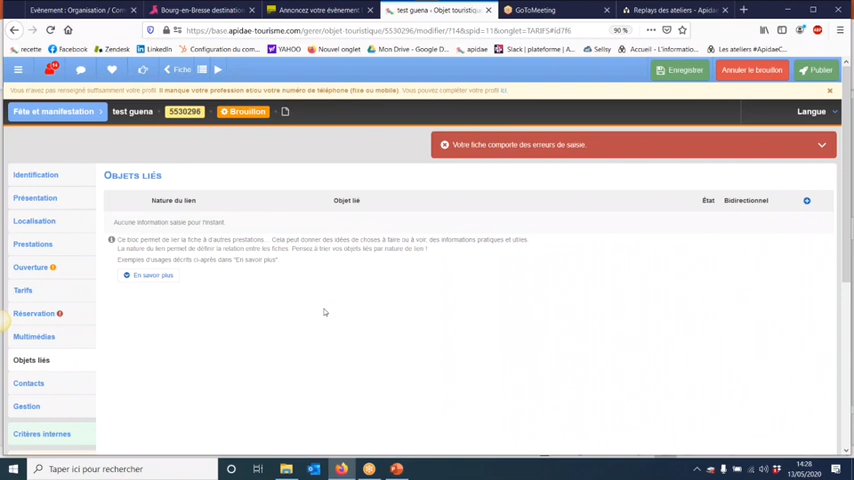 Evénement : Organisation / Com
Bourg-en-Bresse destination
Annoncez votre évènement
test guena - Objet touristique
GoToMeeting
Replays des ateliers - Apidae
https://base.apidae-tourisme.com/gerer/objet-touristique/5530296/modifier/?14&spid=11&onglet=TARIFS#id7f6
90 %
recette
Facebook
Zendesk
LinkedIn
Configuration du com...
YAHOO
Nouvel onglet
Mon Drive - Google D...
apidae
Slack | plateforme | A...
Sellsy
Accueil - L'informatio...
Les ateliers #ApidaeC...
Fiche
Enregistrer
Annuler le brouillon
Publier
Vous n'avez pas renseigné suffisamment votre profil. Il manque votre profession et/ou votre numéro de téléphone (fixe ou mobile). Vous pouvez compléter votre profil ici.
Fête et manifestation
test guena
5530296
Brouillon
Langue
Votre fiche comporte des erreurs de saisie.
Identification
Présentation
Localisation
Prestations
Ouverture
Tarifs
Réservation
Multimédias
Objets liés
Contacts
Gestion
Critères internes
OBJETS LIÉS
Nature du lien
Objet lié
État
Bidirectionnel
Aucune information saisie pour l'instant.
Ce bloc permet de lier la fiche à d'autres prestations... Cela peut donner des idées de choses à faire ou à voir, des informations pratiques et utiles.
La nature du lien permet de définir la relation entre les fiches. Pensez à trier vos objets liés par nature de lien !
Exemples d'usages décrits ci-après dans "En savoir plus"
En savoir plus
Taper ici pour rechercher
14:28
13/05/2020